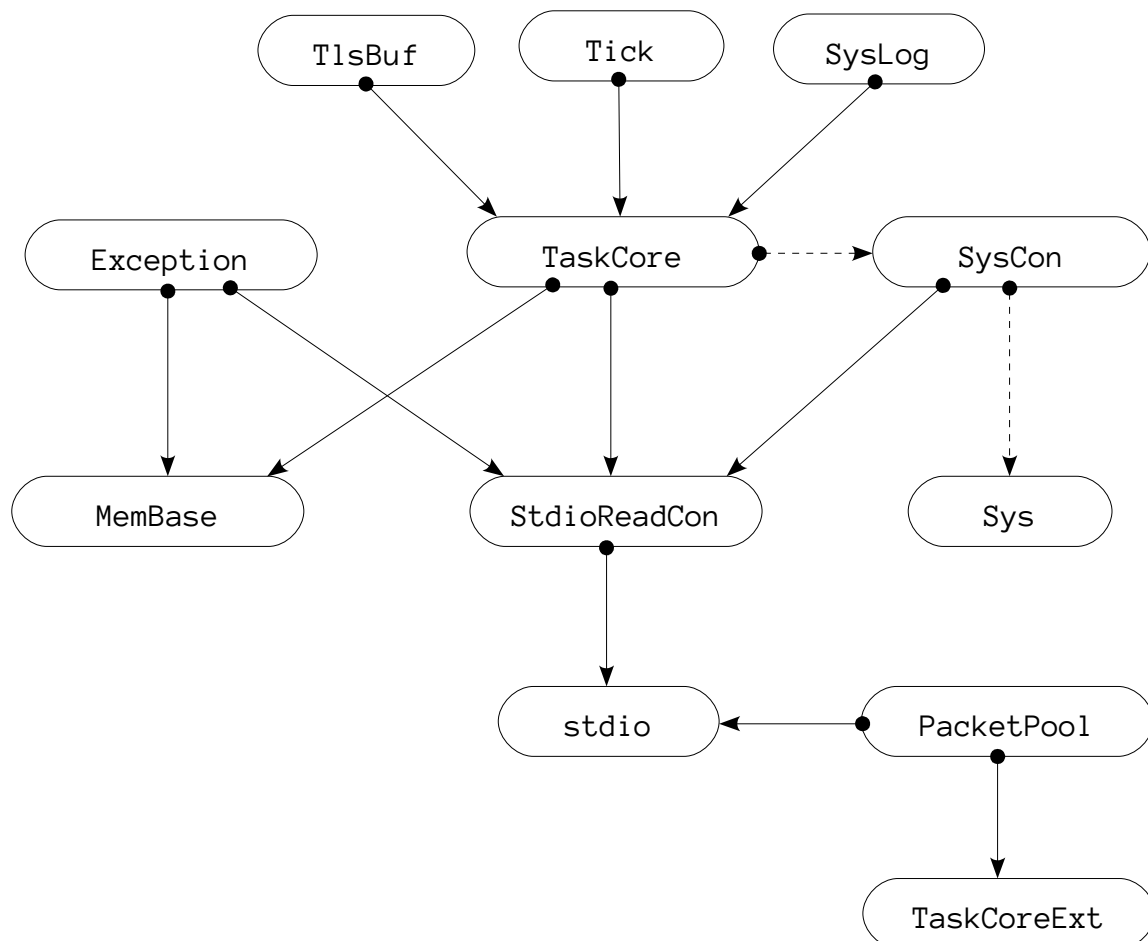 TlsBuf
Tick
SysLog
Exception
TaskCore
SysCon
MemBase
StdioReadCon
Sys
stdio
PacketPool
TaskCoreExt